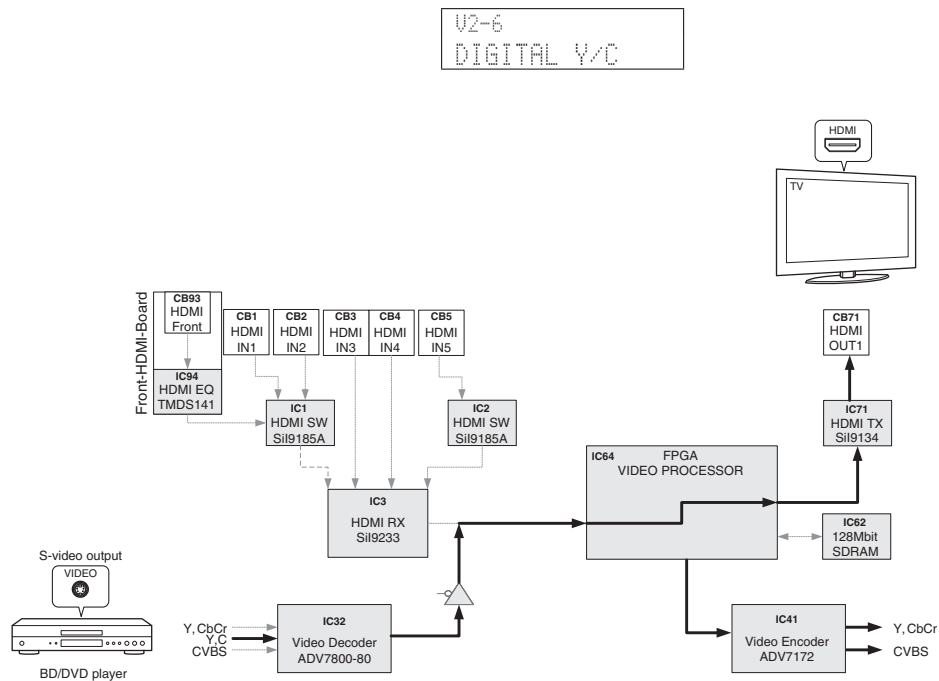 V2-6
DIGITAL Y/C
HDMI
TV
Front-HDMI-Board
CB93
HDMI
Front
IC94
HDMI EQ
TMDS141
CB1
HDMI
IN1
CB2
HDMI
IN2
CB3
HDMI
IN3
CB4
HDMI
IN4
CB5
HDMI
IN5
CB71
HDMI
OUT1
IC1
HDMI SW
SiI9185A
IC2
HDMI SW
SiI9185A
IC71
HDMI TX
SiI9134
IC3
HDMI RX
SiI9233
IC64
FPGA
VIDEO PROCESSOR
IC62
128Mbit
SDRAM
S-video output
VIDEO
BD/DVD player
Y, CbCr
Y,C
CVBS
IC32
Video Decoder
ADV7800-80
IC41
Video Encoder
ADV7172
Y, CbCr
CVBS